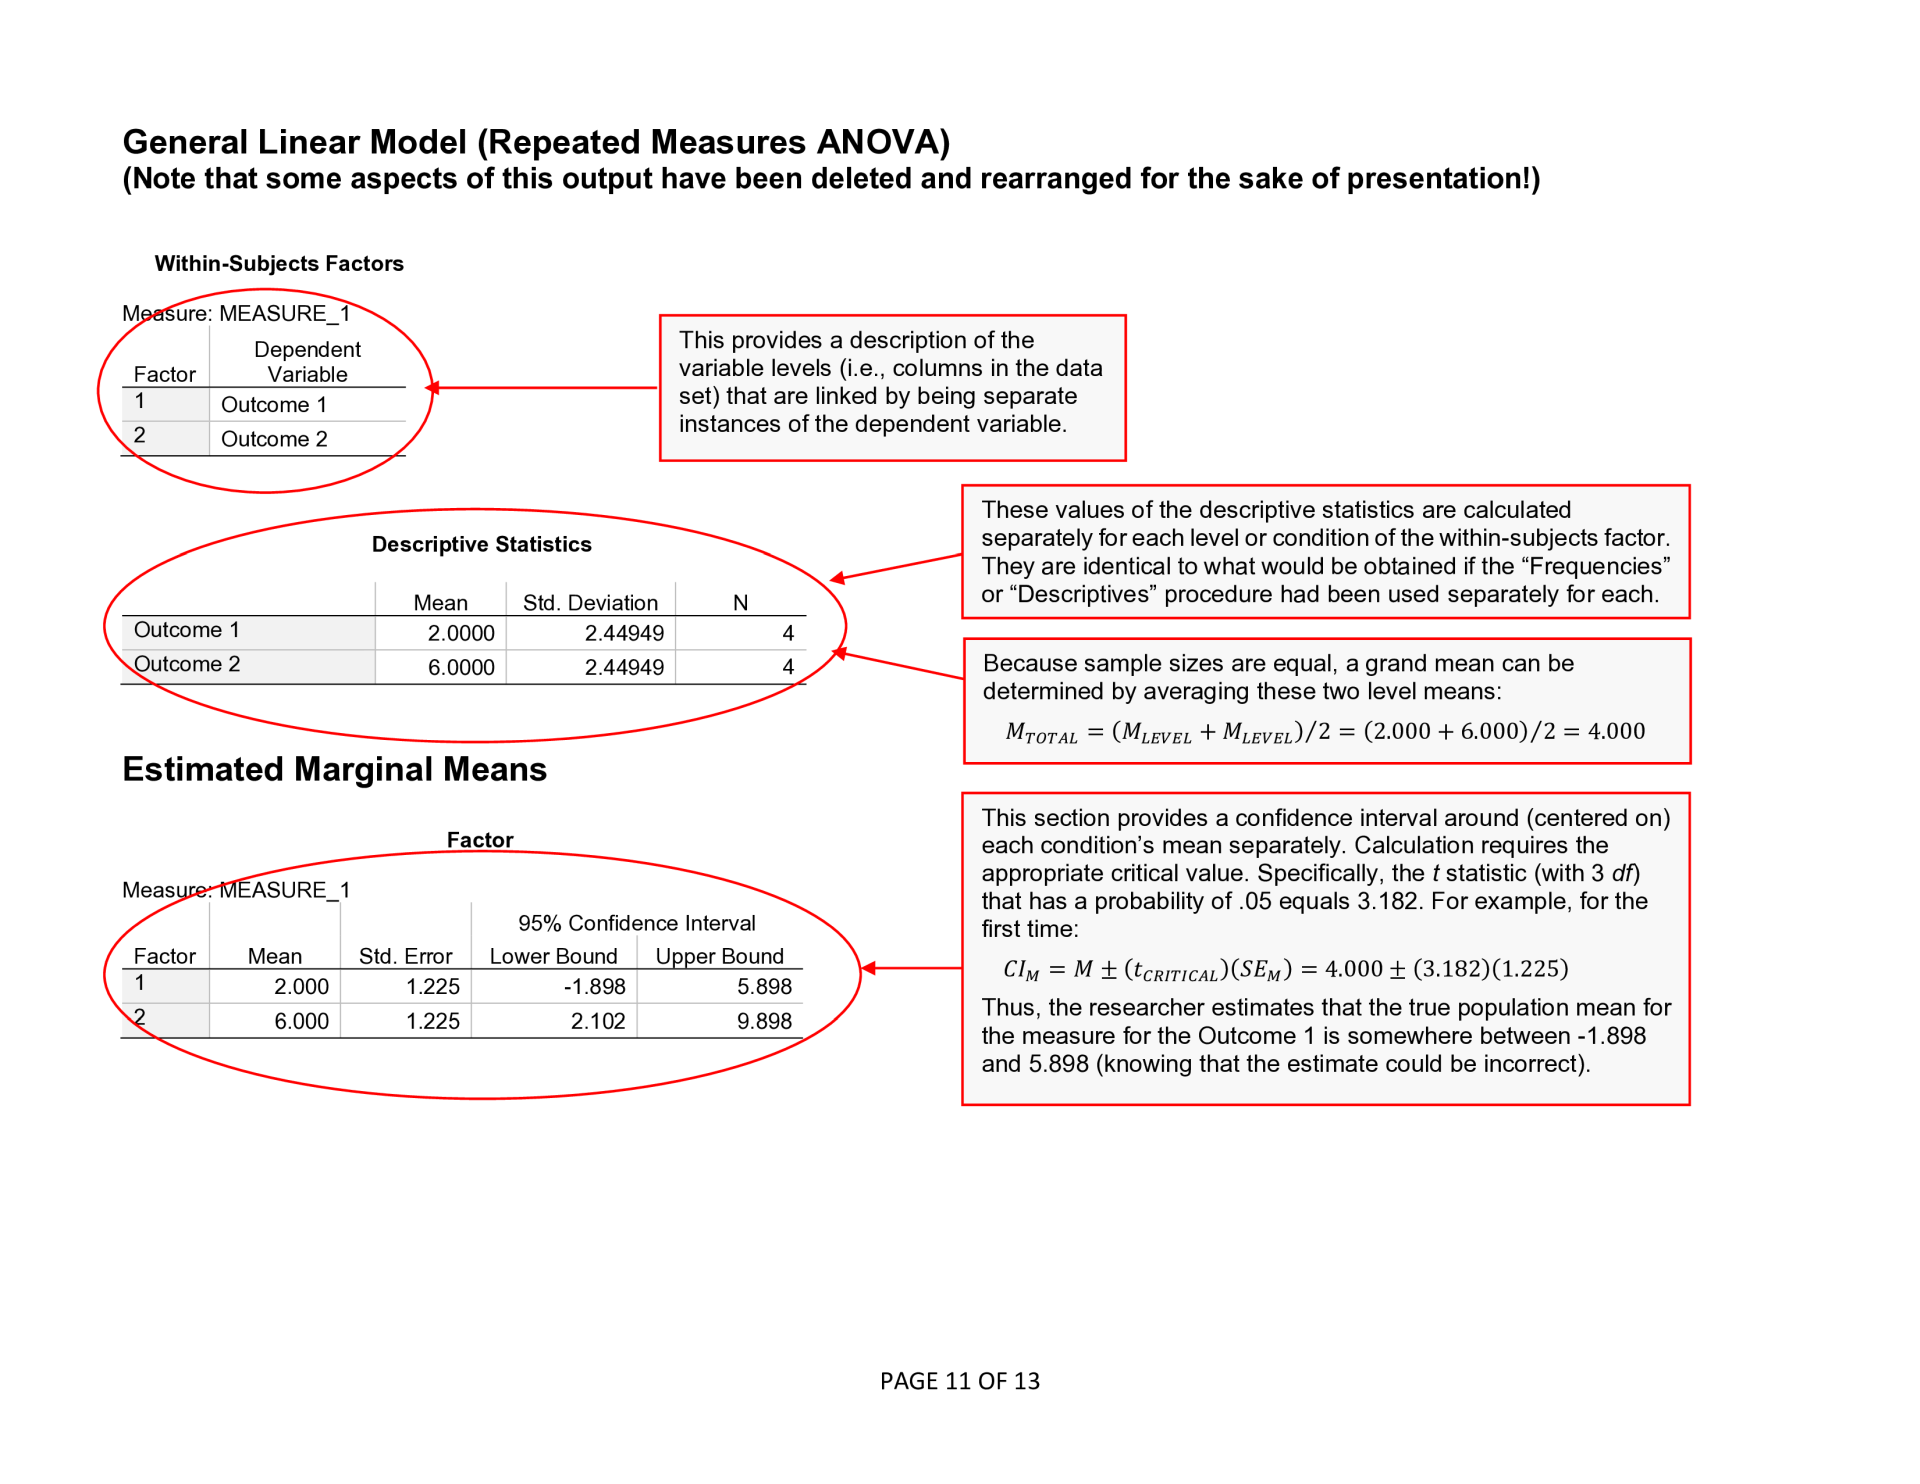 General Linear Model (Repeated Measures ANOVA)
(Note that some aspects of this output have been deleted and rearranged for the sake of presentation!)
Within-Subjects Factors
Measure: MEASURE_1
Factor Dependent Variable
1 Outcome 1
2 Outcome 2
This provides a description of the
variable levels (i.e., columns in the data
set) that are linked by being separate
instances of the dependent variable.
Descriptive Statistics
Mean Std. Deviation N
Outcome 1 2.0000 2.44949 4
Outcome 2 6.0000 2.44949 4
These values of the descriptive statistics are calculated
separately for each level or condition of the within-subjects factor.
They are identical to what would be obtained if the “Frequencies”
or “Descriptives” procedure had been used separately for each.
Because sample sizes are equal, a grand mean can be
determined by averaging these two level means:
M_TOTAL = (M_LEVEL + M_LEVEL)/2 = (2.000 + 6.000)/2 = 4.000
Estimated Marginal Means
Factor
Measure: MEASURE_1
95% Confidence Interval
Factor Mean Std. Error Lower Bound Upper Bound
1 2.000 1.225 -1.898 5.898
2 6.000 1.225 2.102 9.898
This section provides a confidence interval around (centered on)
each condition’s mean separately. Calculation requires the
appropriate critical value. Specifically, the t statistic (with 3 df)
that has a probability of .05 equals 3.182. For example, for the
first time:
CI_M = M ± (t_CRITICAL)(SE_M) = 4.000 ± (3.182)(1.225)
Thus, the researcher estimates that the true population mean for
the measure for the Outcome 1 is somewhere between -1.898
and 5.898 (knowing that the estimate could be incorrect).
PAGE 11 OF 13